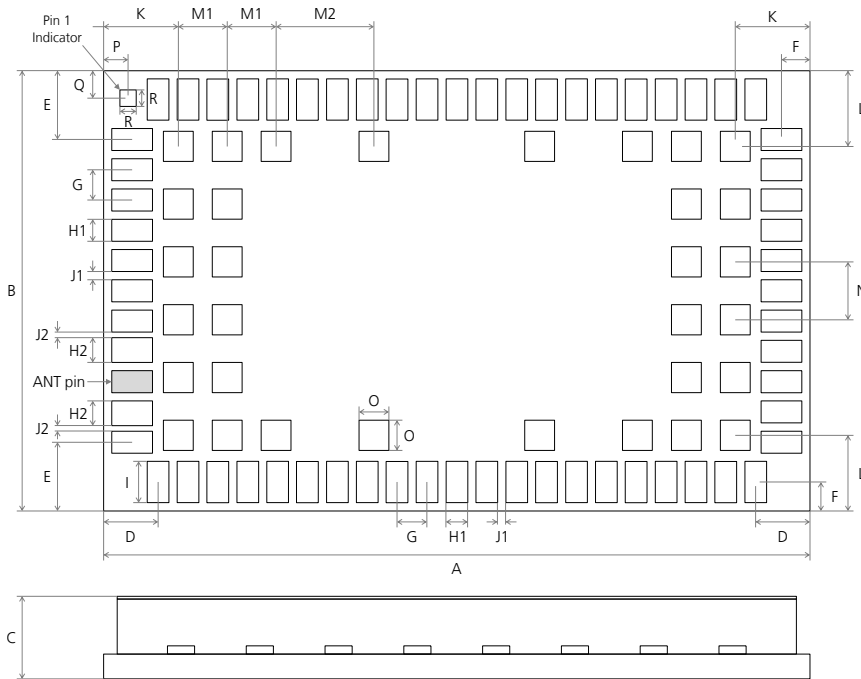 Pin 1
Indicator
K
M1
M1
M2
K
P
F
Q
E
R
R
L
G
H1
J1
B
N
J2
H2
ANT pin
H2
J2
E
O
O
I
L
F
D
G
H1
J1
D
A
C